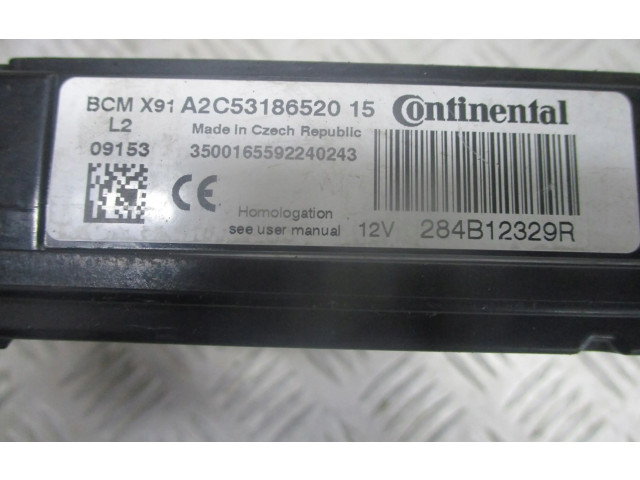 BCM X91 A2C53186520 15 Continental
L2 Made in Czech Republic
09153 3500165592240243
CE
Homologation
see user manual 12V 284B12329R